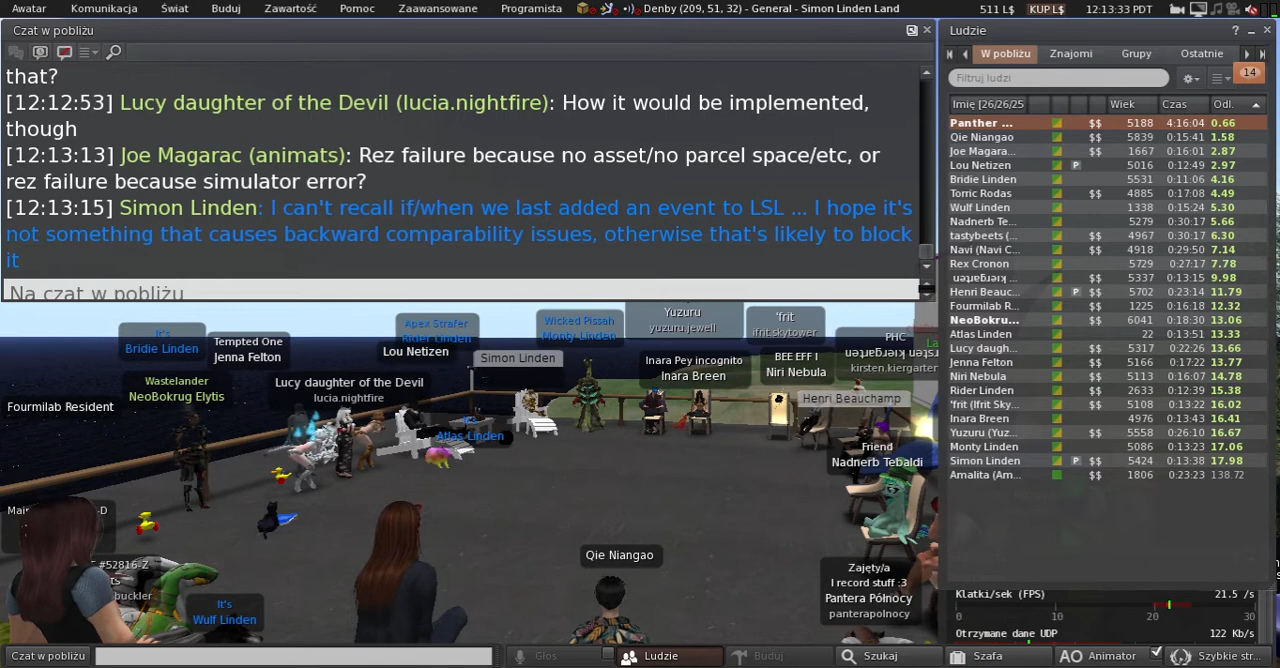 Awatar Komunikacja Świat Buduj Zawartość Pomoc Zaawansowane Programista Denby (209, 51, 32) - General - Simon Linden Land 511 L$ KUP L$ 12:13:33 PDT
Czat w pobliżu
that?
[12:12:53] Lucy daughter of the Devil (lucia.nightfire): How it would be implemented,
though
[12:13:13] Joe Magarac (animats): Rez failure because no asset/no parcel space/etc, or
rez failure because simulator error?
[12:13:15] Simon Linden: I can't recall if/when we last added an event to LSL ... I hope it's
not something that causes backward comparability issues, otherwise that's likely to block
it
Na czat w pobliżu
Ludzie
W pobliżu Znajomi Grupy Ostatnie
Filtruj ludzi 14
Imię [26/26/25 Wiek Czas Odl.
Panther ... $$ 5188 4:16:04 0.66
Qie Niangao $$ 5839 0:15:41 1.58
Joe Magara... $$ 1667 0:16:01 2.87
Lou Netizen P 5016 0:12:49 2.97
Bridie Linden 5531 0:11:06 4.16
Torric Rodas $$ 4885 0:17:08 4.49
Wulf Linden 1338 0:15:24 5.30
Nadnerb Te... 5279 0:30:17 5.66
tastybeets (... $$ 4967 0:30:17 6.30
Navi (Navi C... $$ 4918 0:29:50 7.14
Rex Cronon 5729 0:27:17 7.78
$$ 5337 0:13:15 9.98
Henri Beauc... P $$ 5702 0:23:14 11.79
Fourmilab R... 1225 0:16:18 12.32
NeoBokru... $$ 6041 0:18:30 13.06
Atlas Linden 22 0:13:51 13.33
Lucy daugh... $$ 5317 0:22:26 13.66
Jenna Felton $$ 5166 0:17:02 13.77
Niri Nebula $$ 5113 0:16:07 14.78
Rider Linden $$ 2633 0:12:39 15.38
'frit (Ifrit Sky... $$ 5108 0:13:22 16.02
Inara Breen 4976 0:13:43 16.41
Yuzuru (Yuz... $$ 5558 0:26:10 16.67
Monty Linden 5086 0:13:23 17.06
Simon Linden P $$ 5424 0:13:38 17.98
Amalita (Am... $$ 1806 0:23:23 138.72
Klatki/sek (FPS) 21.5 /s
0 10 20 30
Otrzymane dane UDP 122 Kb/s
It's
Bridie Linden
Tempted One
Jenna Felton
Apex Strafer
Rider Linden
Lou Netizen
Wicked Pissah
Monty Linden
Yuzuru
yuzuru.jewell
'frit
ifrit.skytower
PHC
kirsten.kiergarten
Simon Linden
Inara Pey incognito
Inara Breen
BEE EFF I
Niri Nebula
Henri Beauchamp
Wastelander
NeoBokrug Elytis
Lucy daughter of the Devil
lucia.nightfire
Fourmilab Resident
It's
Atlas Linden
Friend
Nadnerb Tebaldi
#52816-Z
buckler
It's
Wulf Linden
Qie Niangao
Zajęty/a
I record stuff :3
Pantera Północy
panterapolnocy
Czat w pobliżu Głos Ludzie Buduj Szukaj Szafa AO Animator Szybkie str...